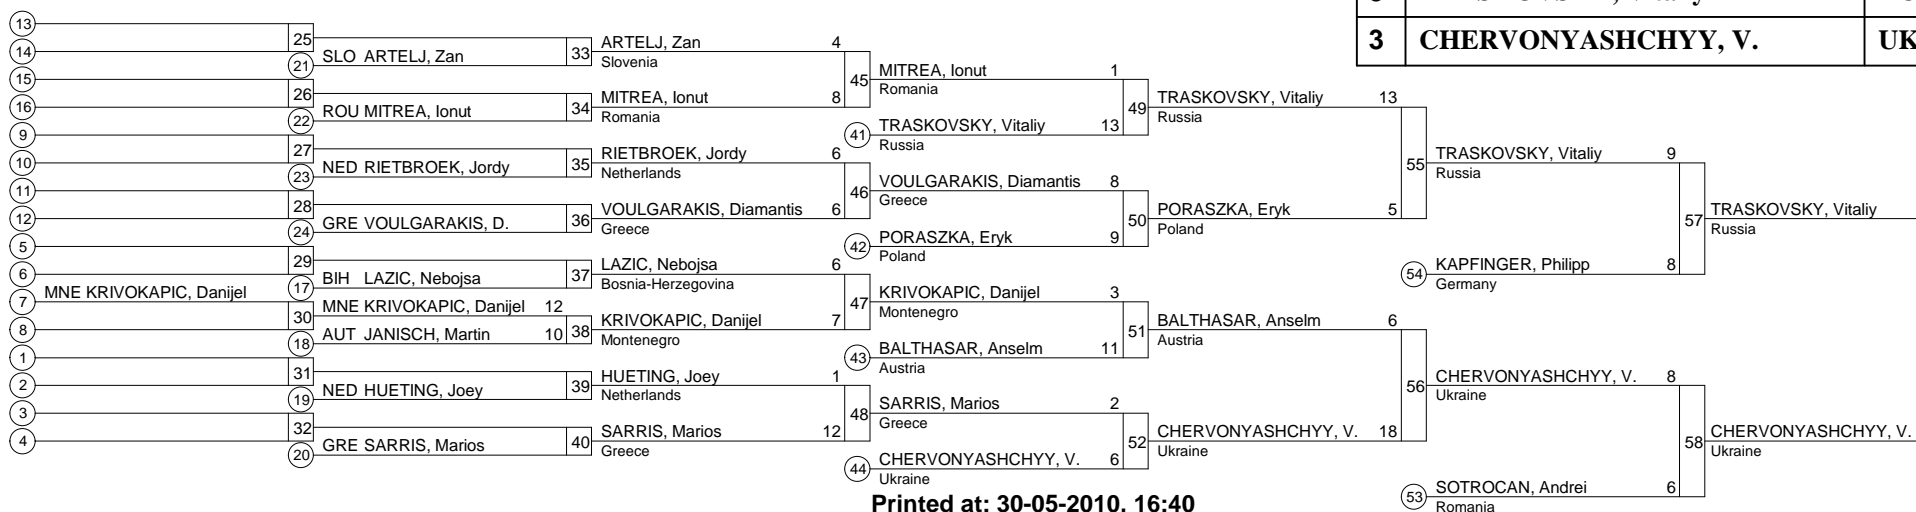 3 CHERVONYASHCHYY, V. UK
13
14
15
16
9
10
11
12
5
6
7 MNE KRIVOKAPIC, Danijel
8
1
2
3
4
25
21 SLO ARTELJ, Zan
26
22 ROU MITREA, Ionut
27
23 NED RIETBROEK, Jordy
28
24 GRE VOULGARAKIS, D.
29
17 BIH LAZIC, Nebojsa
30 MNE KRIVOKAPIC, Danijel 12
18 AUT JANISCH, Martin 10
31
19 NED HUETING, Joey
32
20 GRE SARRIS, Marios
33 ARTELJ, Zan 4
Slovenia
34 MITREA, Ionut 8
Romania
35 RIETBROEK, Jordy 6
Netherlands
36 VOULGARAKIS, Diamantis 6
Greece
37 LAZIC, Nebojsa 6
Bosnia-Herzegovina
38 KRIVOKAPIC, Danijel 7
Montenegro
39 HUETING, Joey 1
Netherlands
40 SARRIS, Marios 12
Greece
45 MITREA, Ionut 1
Romania
41 TRASKOVSKY, Vitaliy 13
Russia
46 VOULGARAKIS, Diamantis 8
Greece
42 PORASZKA, Eryk 9
Poland
47 KRIVOKAPIC, Danijel 3
Montenegro
43 BALTHASAR, Anselm 11
Austria
48 SARRIS, Marios 2
Greece
44 CHERVONYASHCHYY, V. 6
Ukraine
49 TRASKOVSKY, Vitaliy 13
Russia
50 PORASZKA, Eryk 5
Poland
51 BALTHASAR, Anselm 6
Austria
52 CHERVONYASHCHYY, V. 18
Ukraine
55 TRASKOVSKY, Vitaliy 9
Russia
54 KAPFINGER, Philipp 8
Germany
56 CHERVONYASHCHYY, V. 8
Ukraine
53 SOTROCAN, Andrei 6
Romania
57 TRASKOVSKY, Vitaliy
Russia
58 CHERVONYASHCHYY, V.
Ukraine
Printed at: 30-05-2010, 16:40